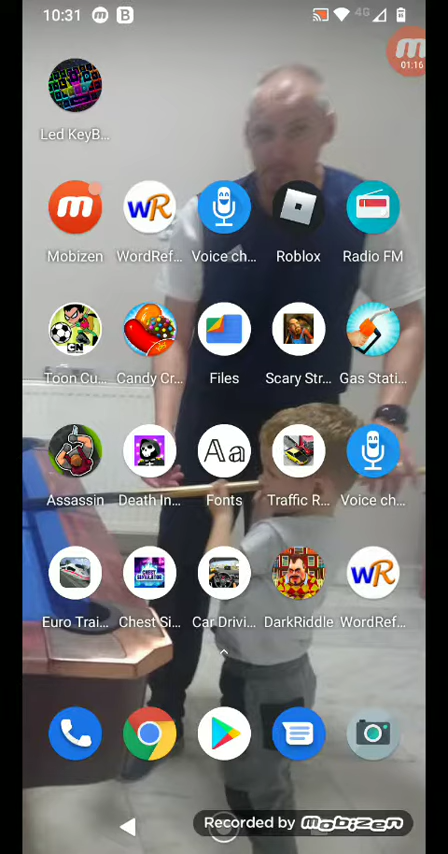 10:31
4G
01:16
Led KeyB...
Mobizen
WordRef...
Voice ch...
Roblox
Radio FM
Toon Cu...
Candy Cr...
Files
Scary Str...
Gas Stati...
Assassin
Death In...
Fonts
Traffic R...
Voice ch...
Euro Trai...
Chest Si...
Car Drivi...
DarkRiddle
WordRef...
Recorded by mobizen